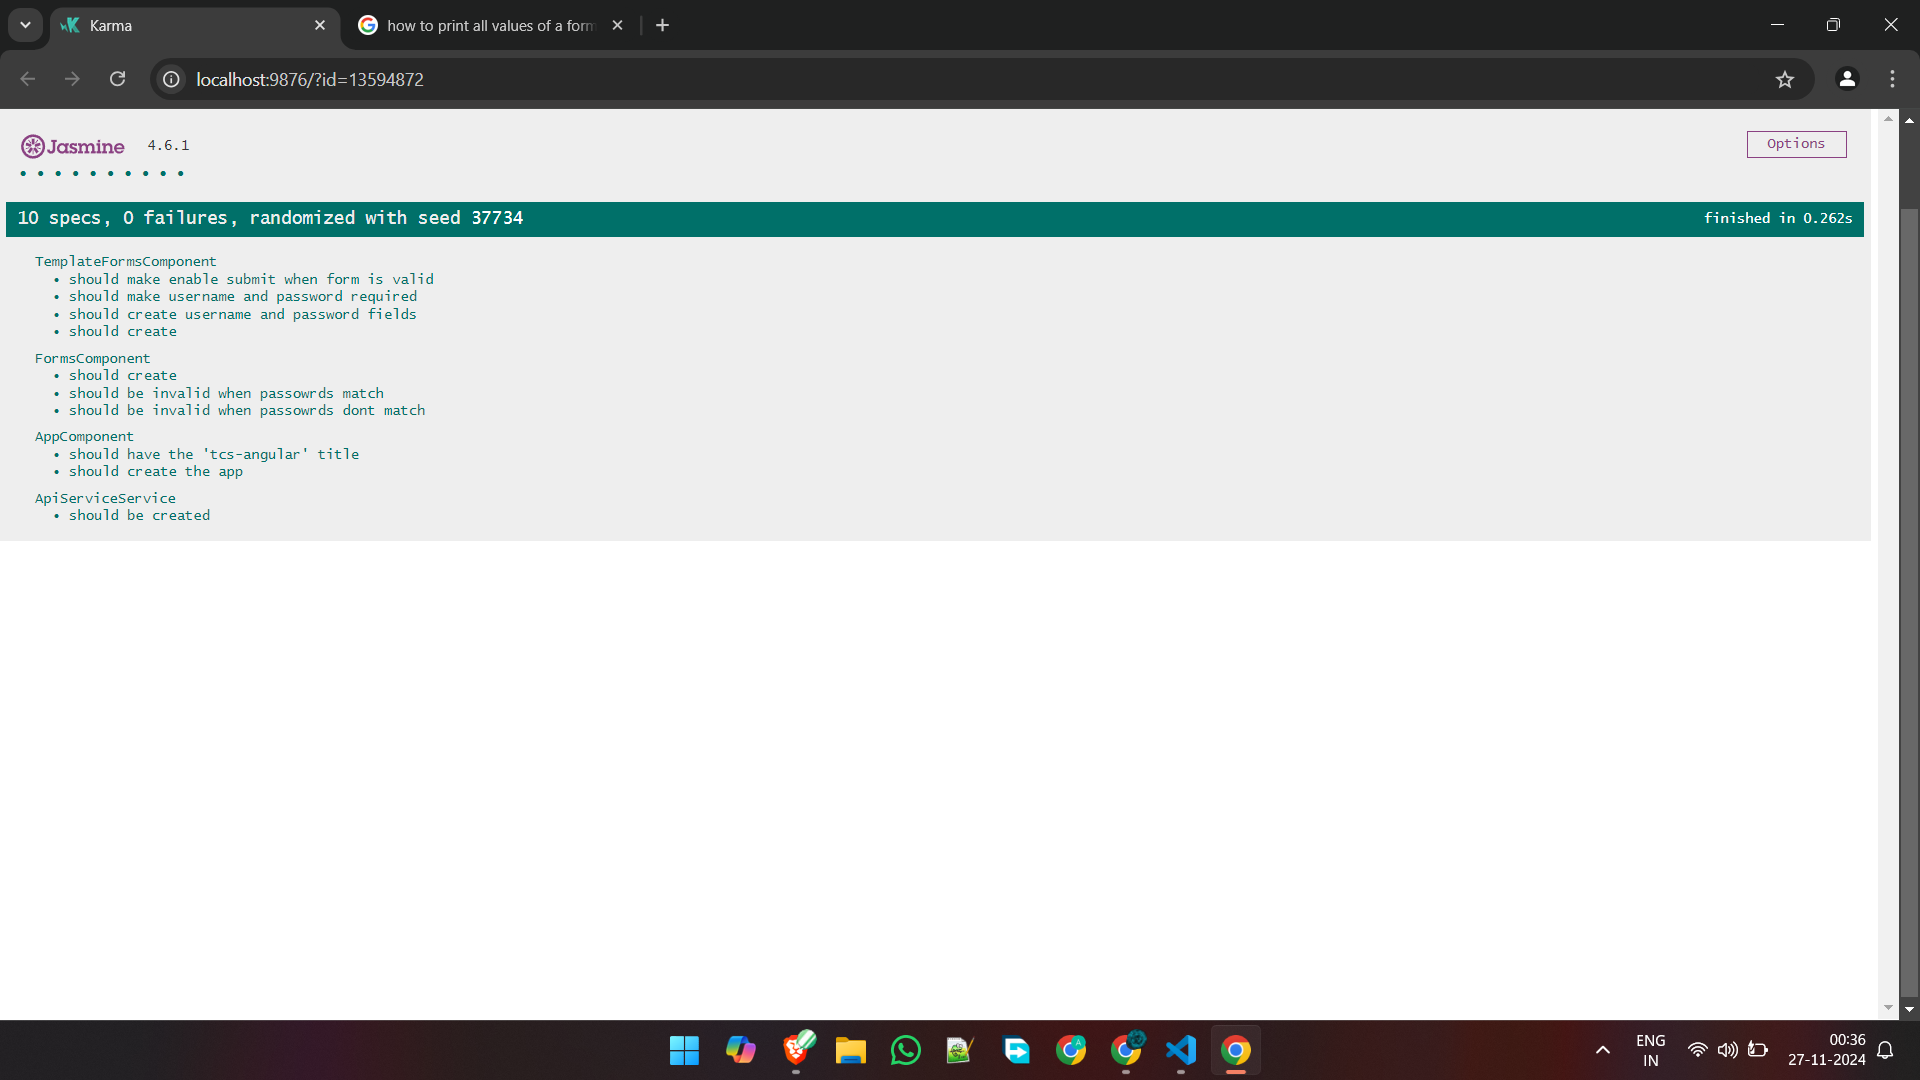 Karma
how to print all values of a form
localhost:9876/?id=13594872
Jasmine 4.6.1
Options
10 specs, 0 failures, randomized with seed 37734
finished in 0.262s
TemplateFormsComponent
• should make enable submit when form is valid
• should make username and password required
• should create username and password fields
• should create
FormsComponent
• should create
• should be invalid when passowrds match
• should be invalid when passowrds dont match
AppComponent
• should have the 'tcs-angular' title
• should create the app
ApiServiceService
• should be created
ENG
IN
00:36
27-11-2024